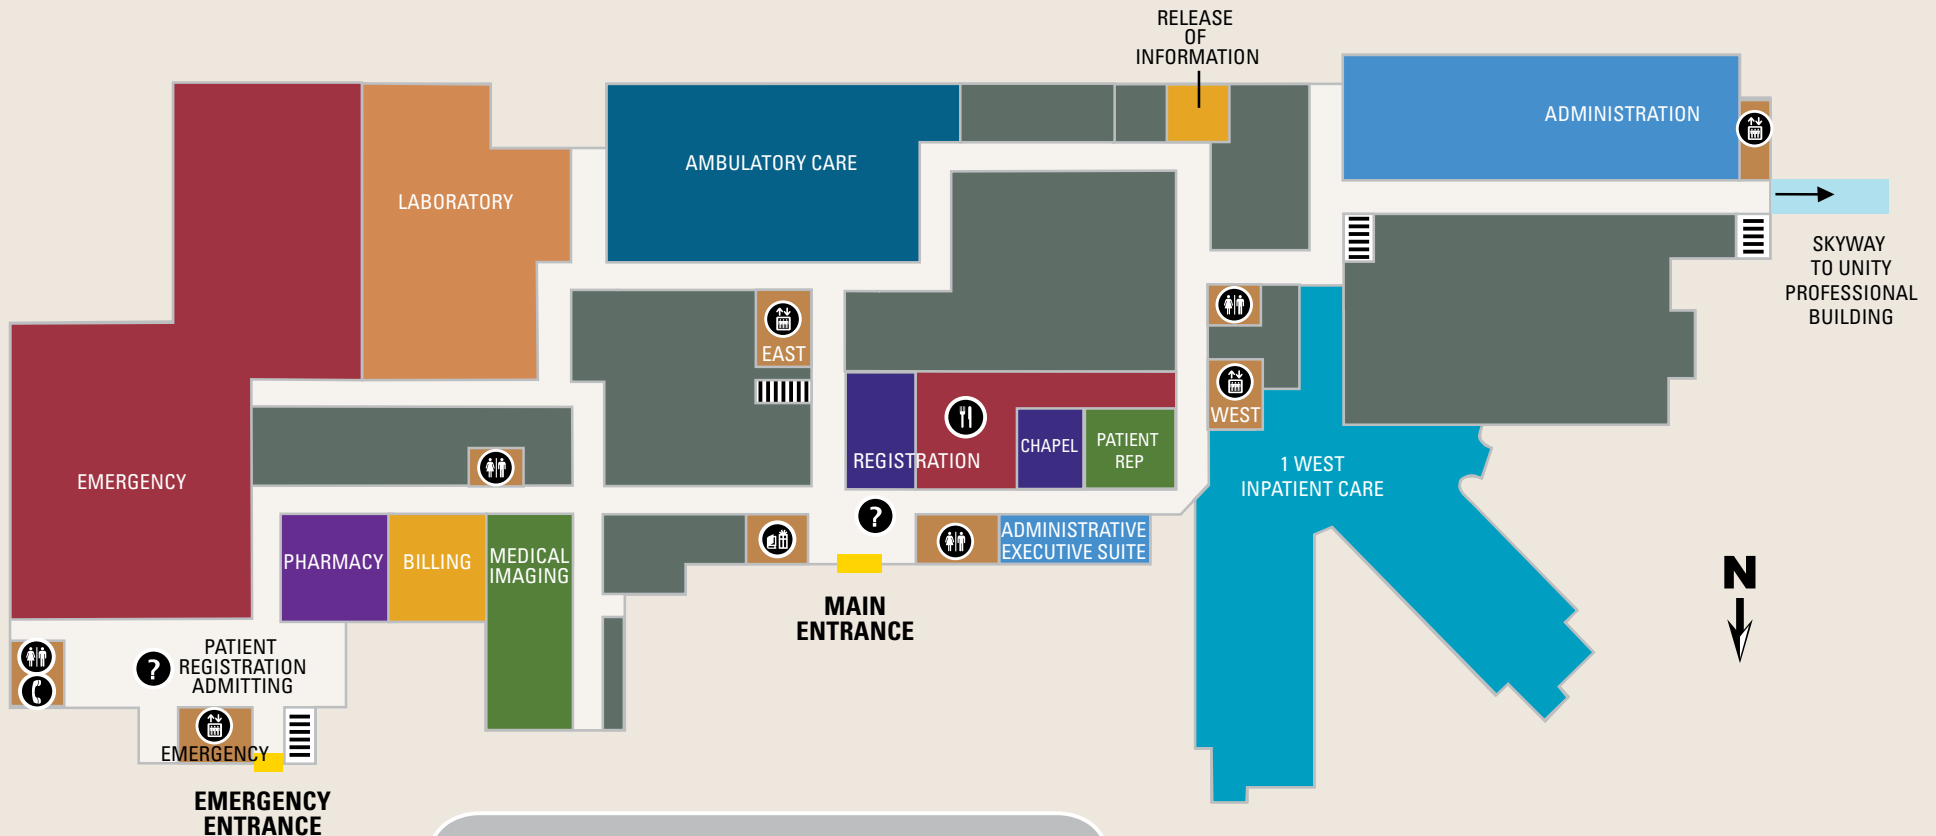 RELEASE
OF
INFORMATION
ADMINISTRATION
AMBULATORY CARE
LABORATORY
SKYWAY
TO UNITY
PROFESSIONAL
BUILDING
EAST
WEST
REGISTRATION
CHAPEL
PATIENT
REP
1 WEST
INPATIENT CARE
EMERGENCY
?
PHARMACY
BILLING
MEDICAL
IMAGING
ADMINISTRATIVE
EXECUTIVE SUITE
MAIN
ENTRANCE
N
?
PATIENT
REGISTRATION
ADMITTING
EMERGENCY
EMERGENCY
ENTRANCE